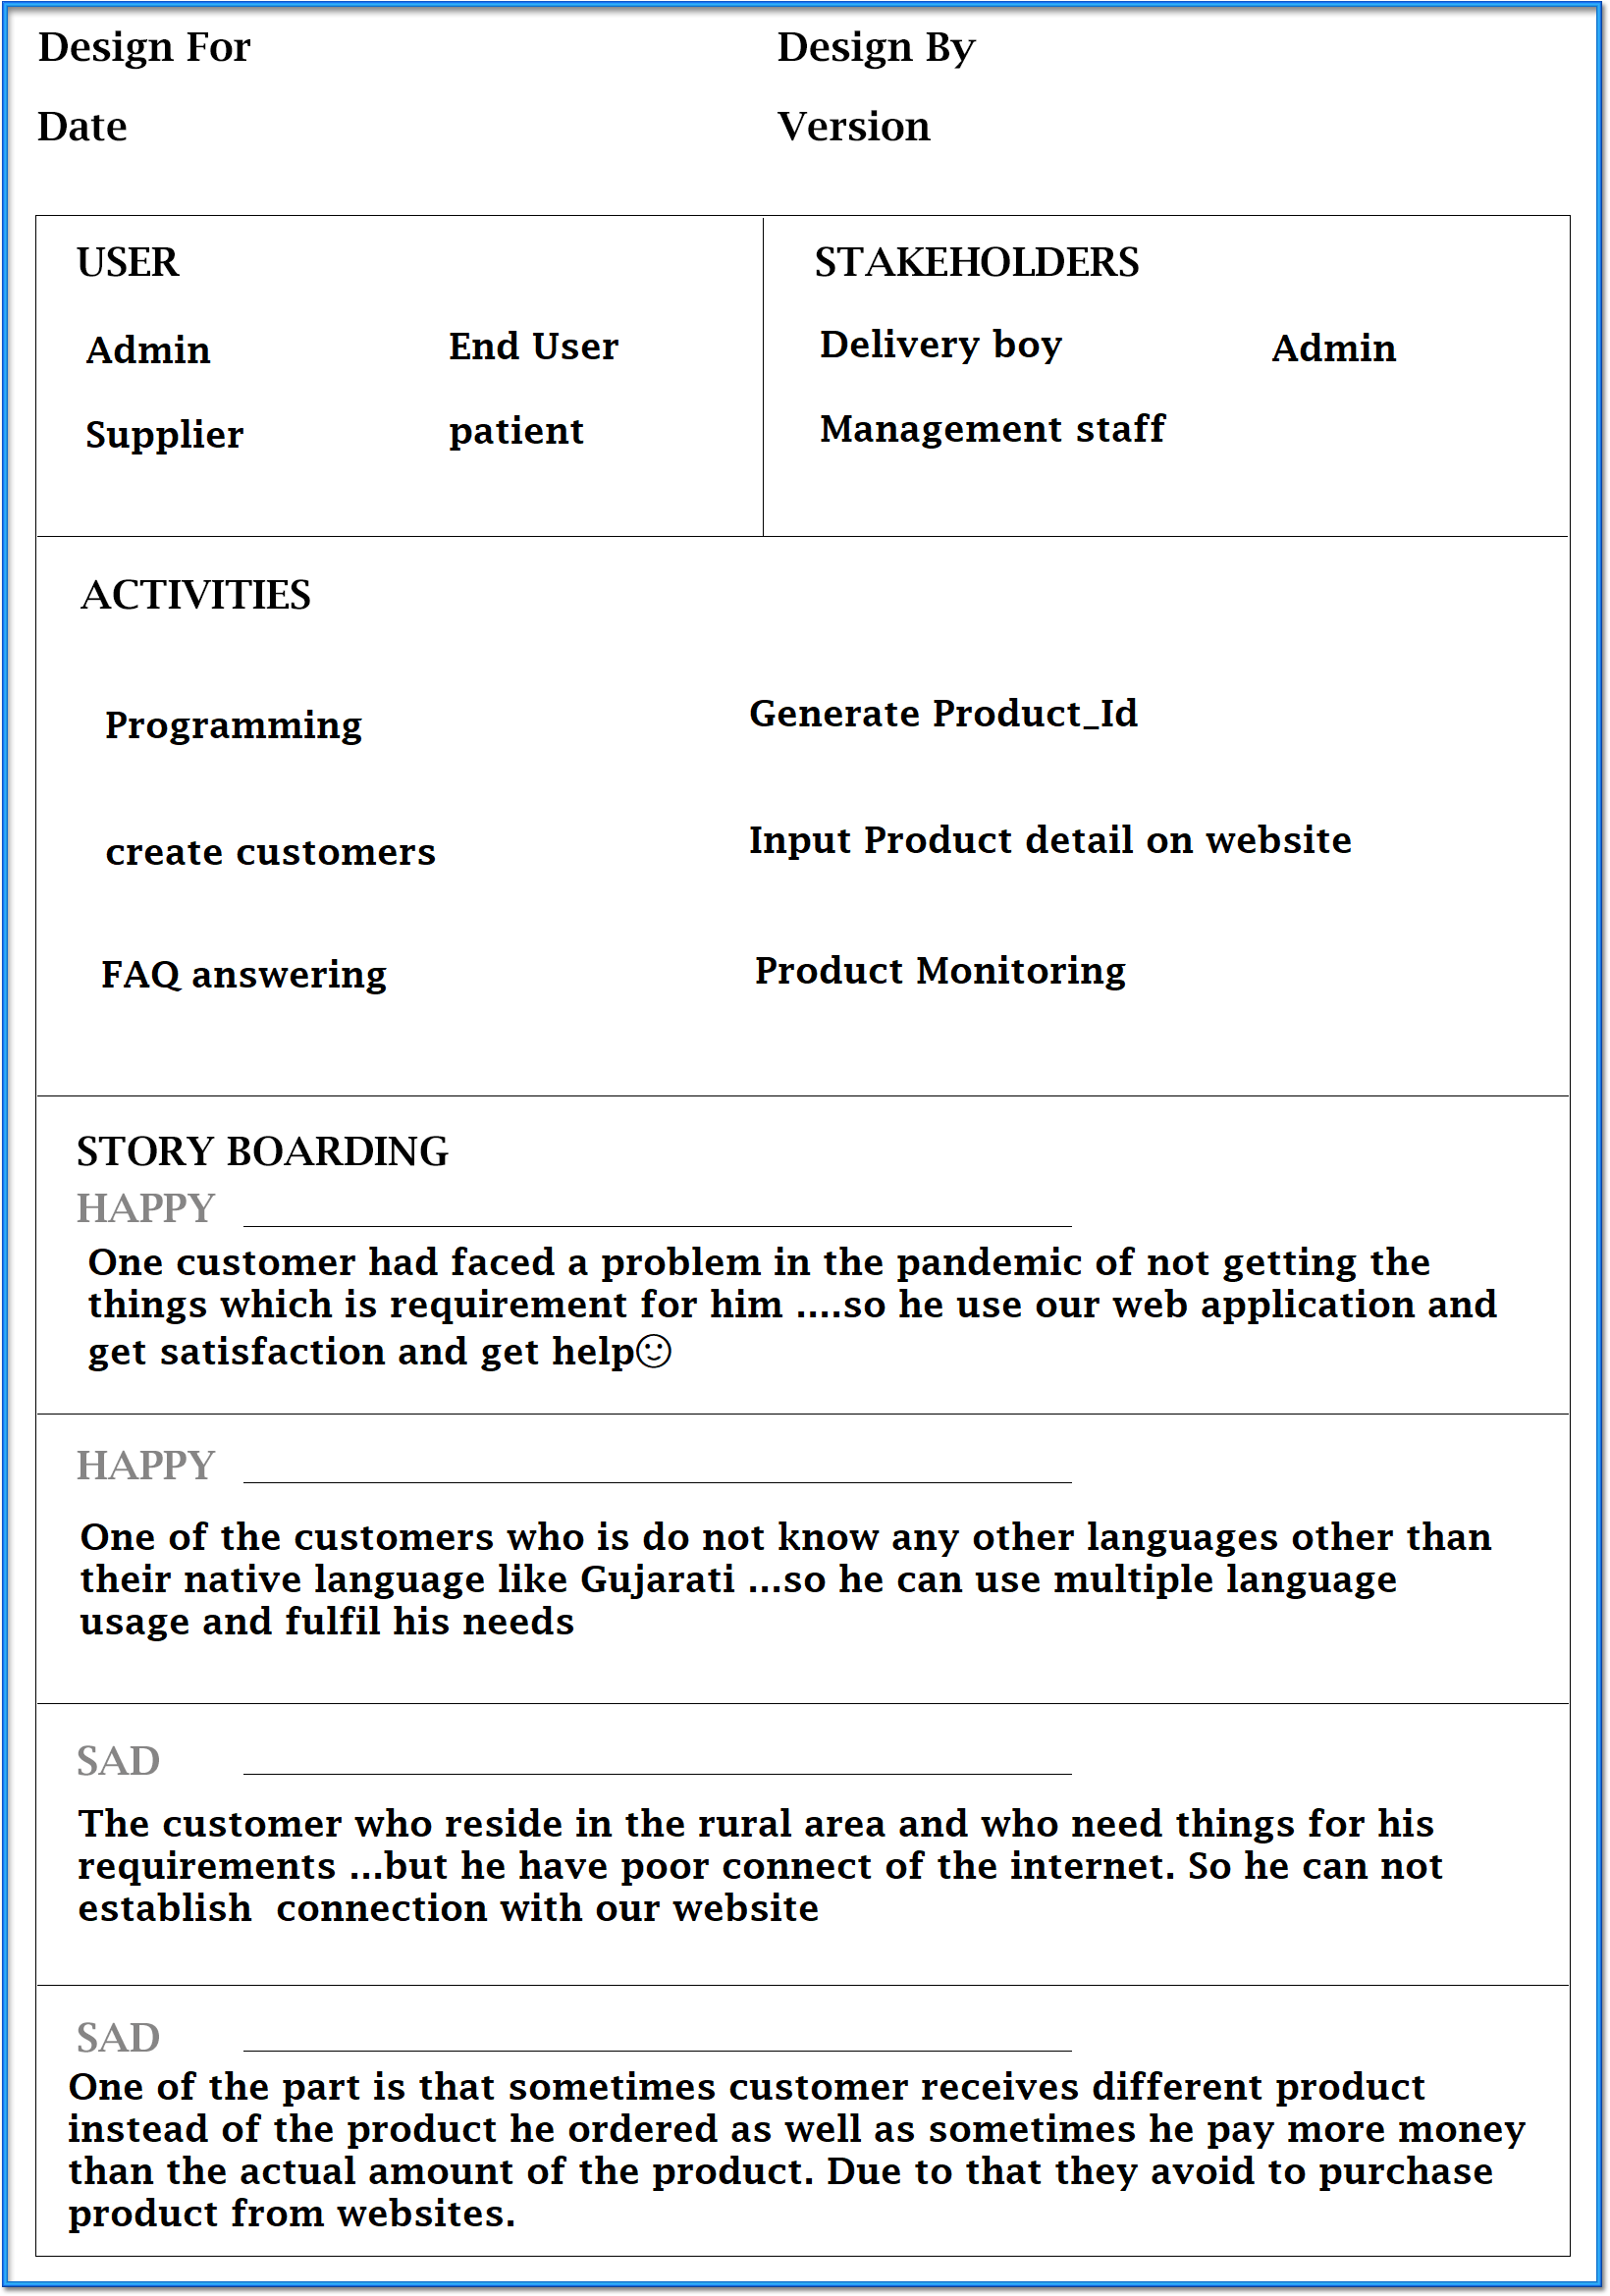 Design For
Design By
Date
Version
USER
Admin
End User
Supplier
patient
STAKEHOLDERS
Delivery boy
Admin
Management staff
ACTIVITIES
Programming
Generate Product_Id
create customers
Input Product detail on website
FAQ answering
Product Monitoring
STORY BOARDING
HAPPY
One customer had faced a problem in the pandemic of not getting the
things which is requirement for him ....so he use our web application and
get satisfaction and get help☺
HAPPY
One of the customers who is do not know any other languages other than
their native language like Gujarati ...so he can use multiple language
usage and fulfil his needs
SAD
The customer who reside in the rural area and who need things for his
requirements ...but he have poor connect of the internet. So he can not
establish  connection with our website
SAD
One of the part is that sometimes customer receives different product
instead of the product he ordered as well as sometimes he pay more money
than the actual amount of the product. Due to that they avoid to purchase
product from websites.